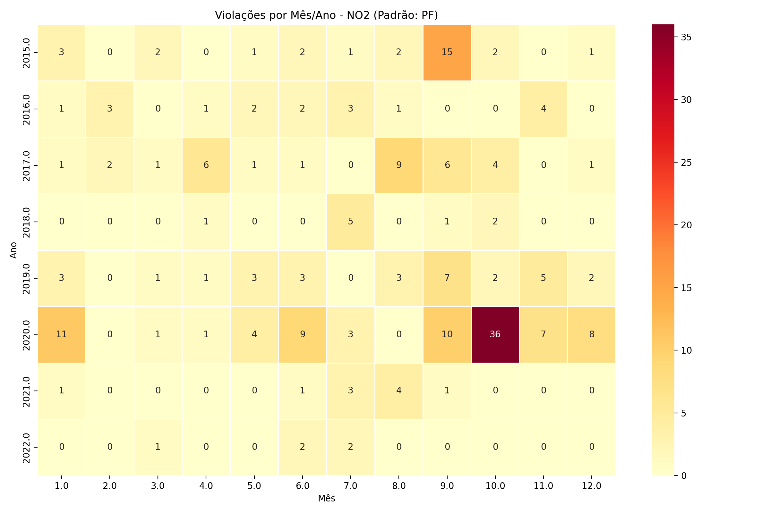 Violações por Mês/Ano - NO2 (Padrão: PF)
Ano
2015.0 3 0 2 0 1 2 1 2 15 2 0 1
2016.0 1 3 0 1 2 2 3 1 0 0 4 0
2017.0 1 2 1 6 1 1 0 9 6 4 0 1
2018.0 0 0 0 1 0 0 5 0 1 2 0 0
2019.0 3 0 1 1 3 3 0 3 7 2 5 2
2020.0 11 0 1 1 4 9 3 0 10 36 7 8
2021.0 1 0 0 0 0 1 3 4 1 0 0 0
2022.0 0 0 1 0 0 2 2 0 0 0 0 0
1.0 2.0 3.0 4.0 5.0 6.0 7.0 8.0 9.0 10.0 11.0 12.0
Mês
35
30
25
20
15
10
5
0